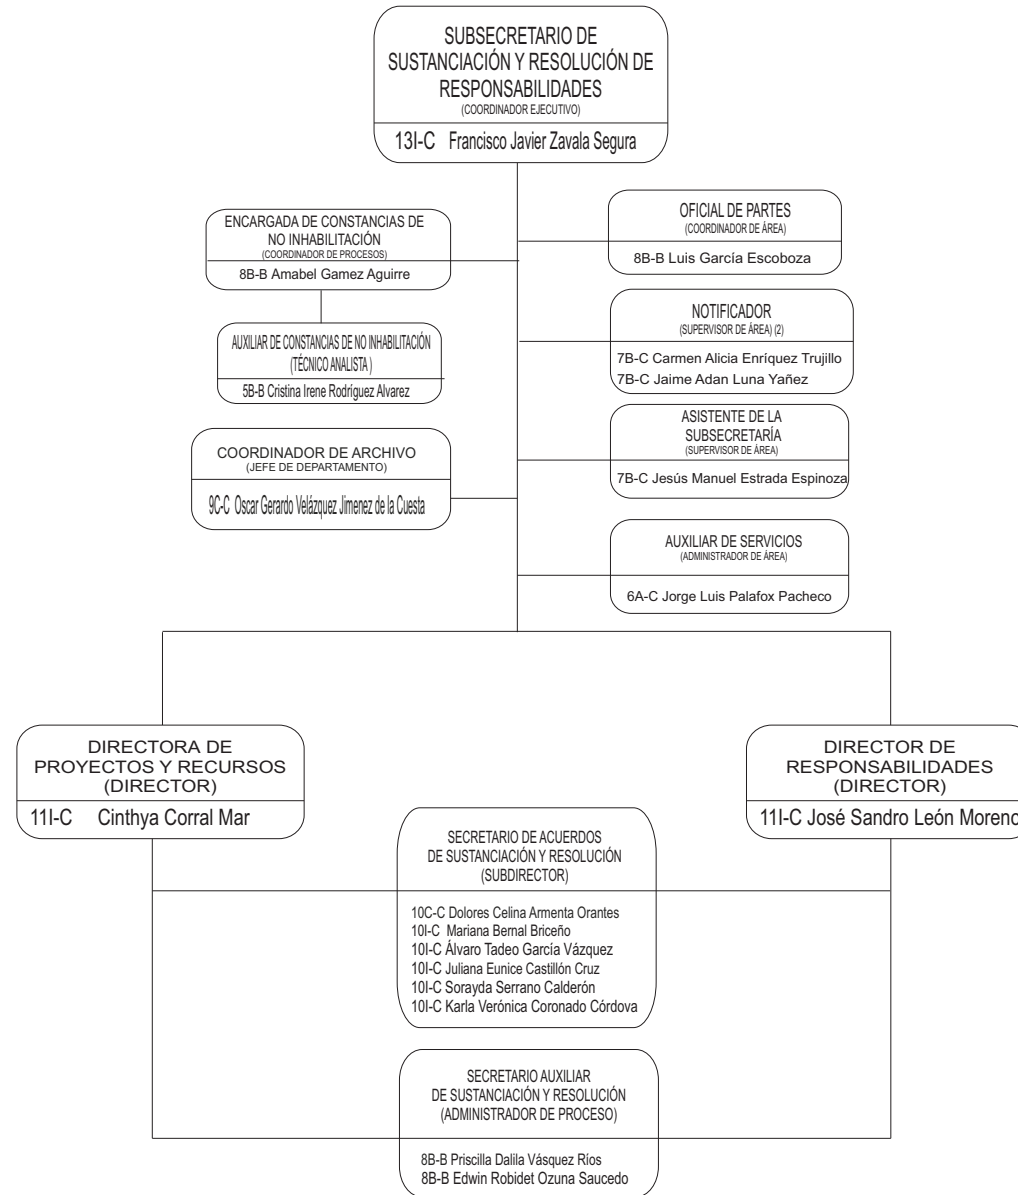 SUBSECRETARIO DE
SUSTANCIACIÓN Y RESOLUCIÓN DE
RESPONSABILIDADES
(COORDINADOR EJECUTIVO)
13I-C Francisco Javier Zavala Segura
ENCARGADA DE CONSTANCIAS DE
NO INHABILITACIÓN
(COORDINADOR DE PROCESOS)
8B-B Amabel Gamez Aguirre
AUXILIAR DE CONSTANCIAS DE NO INHABILITACIÓN
(TÉCNICO ANALISTA )
5B-B Cristina Irene Rodríguez Alvarez
COORDINADOR DE ARCHIVO
(JEFE DE DEPARTAMENTO)
9C-C Oscar Gerardo Velázquez Jimenez de la Cuesta
OFICIAL DE PARTES
(COORDINADOR DE ÁREA)
8B-B Luis García Escoboza
NOTIFICADOR
(SUPERVISOR DE ÁREA) (2)
7B-C Carmen Alicia Enríquez Trujillo
7B-C Jaime Adan Luna Yañez
ASISTENTE DE LA
SUBSECRETARÍA
(SUPERVISOR DE ÁREA)
7B-C Jesús Manuel Estrada Espinoza
AUXILIAR DE SERVICIOS
(ADMINISTRADOR DE ÁREA)
6A-C Jorge Luis Palafox Pacheco
DIRECTORA DE
PROYECTOS Y RECURSOS
(DIRECTOR)
11I-C Cinthya Corral Mar
DIRECTOR DE
RESPONSABILIDADES
(DIRECTOR)
11I-C José Sandro León Moreno
SECRETARIO DE ACUERDOS
DE SUSTANCIACIÓN Y RESOLUCIÓN
(SUBDIRECTOR)
10C-C Dolores Celina Armenta Orantes
10I-C Mariana Bernal Briceño
10I-C Álvaro Tadeo García Vázquez
10I-C Juliana Eunice Castillón Cruz
10I-C Sorayda Serrano Calderón
10I-C Karla Verónica Coronado Córdova
SECRETARIO AUXILIAR
DE SUSTANCIACIÓN Y RESOLUCIÓN
(ADMINISTRADOR DE PROCESO)
8B-B Priscilla Dalila Vásquez Ríos
8B-B Edwin Robidet Ozuna Saucedo